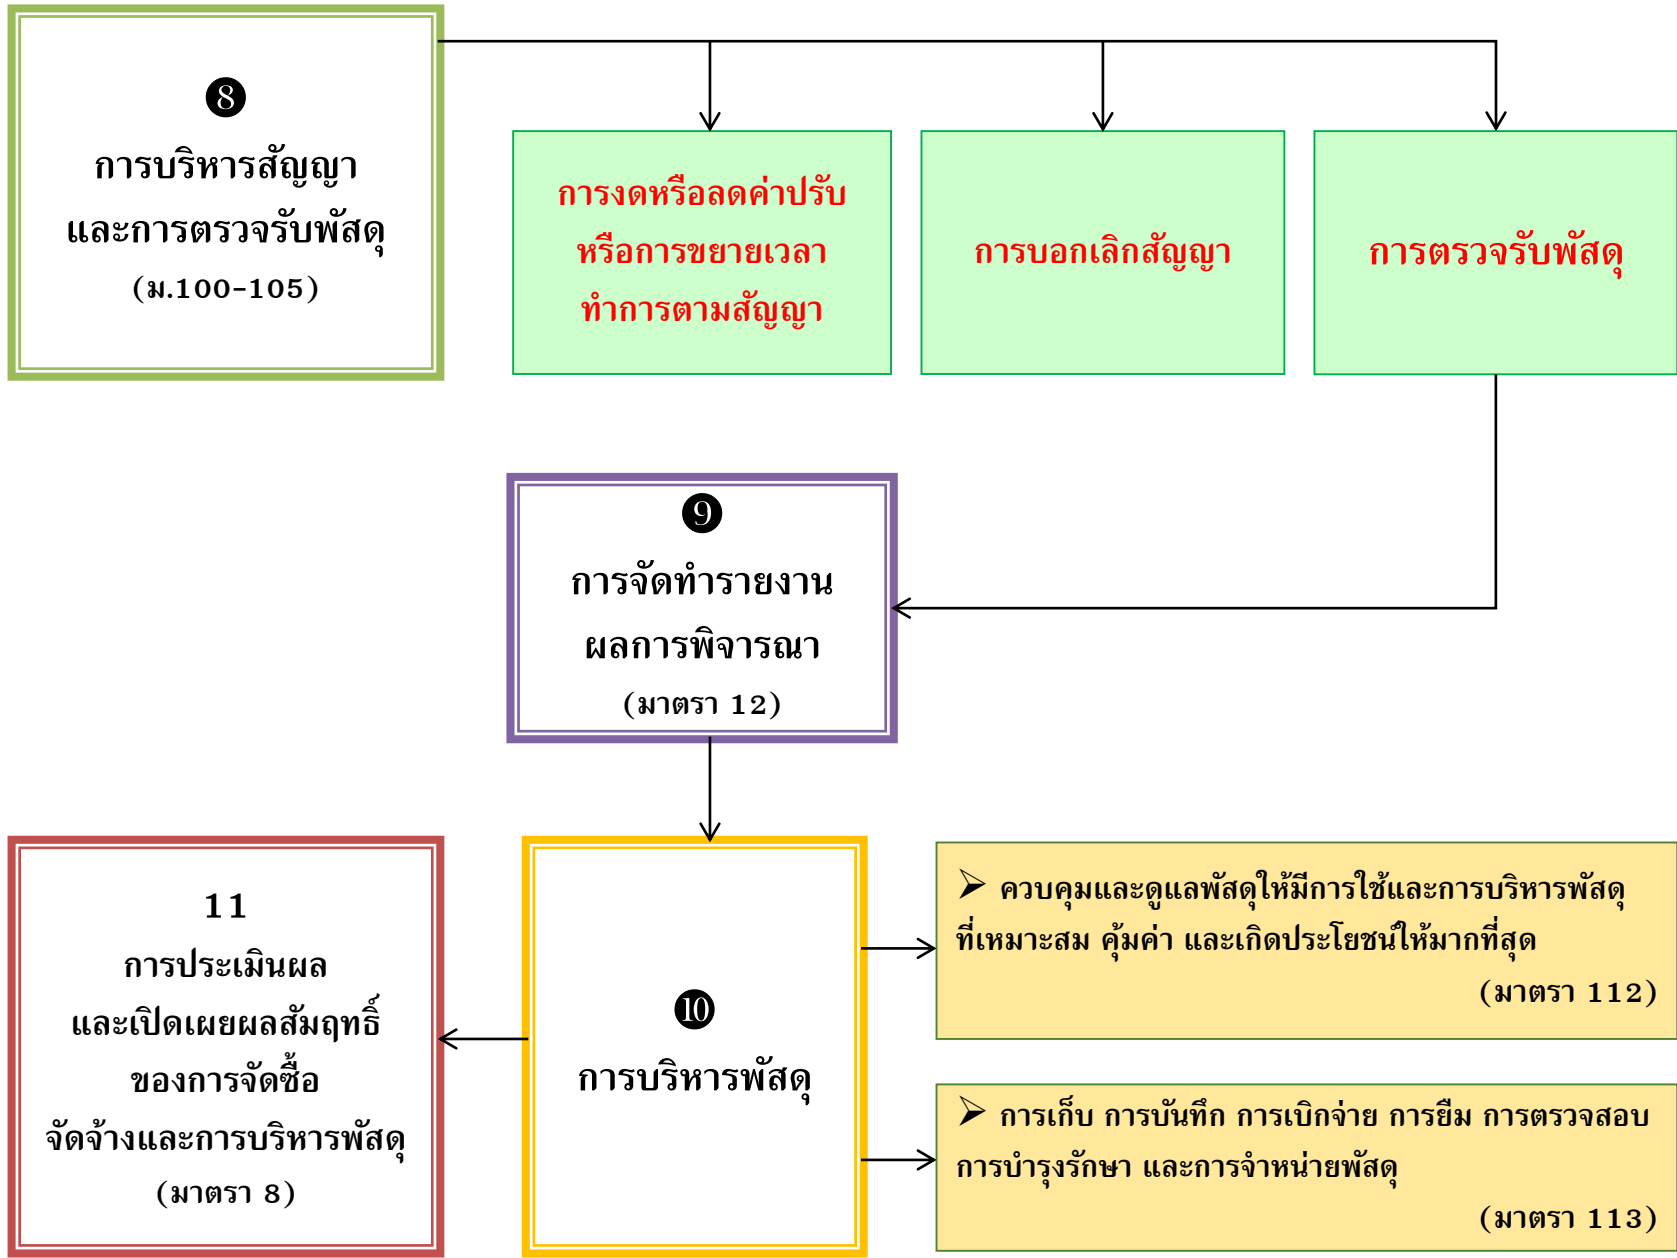 ❽
การบริหารสัญญา
และการตรวจรับพัสดุ
(ม.100-105)
การงดหรือลดค่าปรับ
หรือการขยายเวลา
ทำการตามสัญญา
การบอกเลิกสัญญา
การตรวจรับพัสดุ
❾
การจัดทำรายงาน
ผลการพิจารณา
(มาตรา 12)
11
การประเมินผล
และเปิดเผยผลสัมฤทธิ์
ของการจัดซื้อ
จัดจ้างและการบริหารพัสดุ
(มาตรา 8)
❿
การบริหารพัสดุ
➢ ควบคุมและดูแลพัสดุให้มีการใช้และการบริหารพัสดุ
ที่เหมาะสม คุ้มค่า และเกิดประโยชน์ให้มากที่สุด
(มาตรา 112)
➢ การเก็บ การบันทึก การเบิกจ่าย การยืม การตรวจสอบ
การบำรุงรักษา และการจำหน่ายพัสดุ
(มาตรา 113)